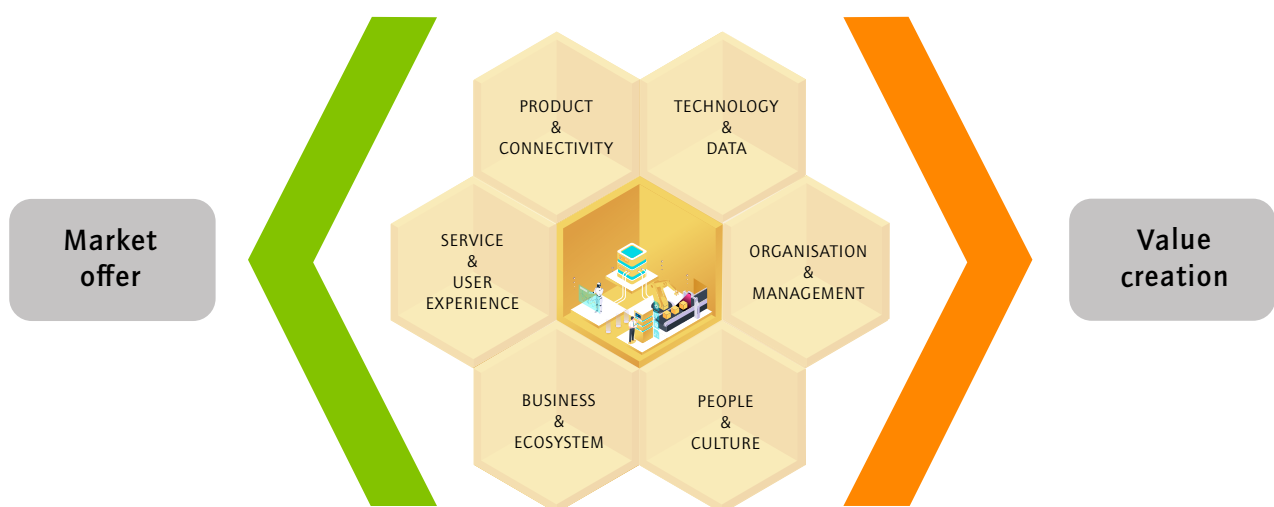 PRODUCT
&
CONNECTIVITY
TECHNOLOGY
&
DATA
Market
offer
SERVICE
&
USER
EXPERIENCE
ORGANISATION
&
MANAGEMENT
Value
creation
BUSINESS
&
ECOSYSTEM
PEOPLE
&
CULTURE